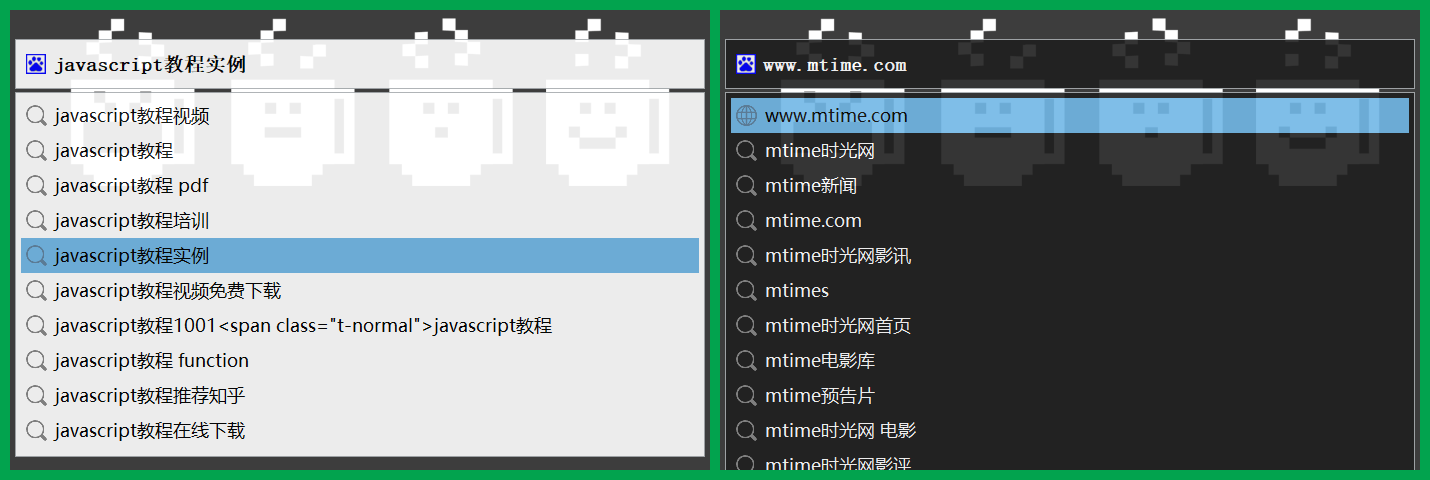 javascript教程实例
javascript教程视频
javascript教程
javascript教程 pdf
javascript教程培训
javascript教程实例
javascript教程视频免费下载
javascript教程1001<span class="t-normal">javascript教程
javascript教程 function
javascript教程推荐知乎
javascript教程在线下载
www.mtime.com
www.mtime.com
mtime时光网
mtime新闻
mtime.com
mtime时光网影讯
mtimes
mtime时光网首页
mtime电影库
mtime预告片
mtime时光网 电影
mtime时光网影评